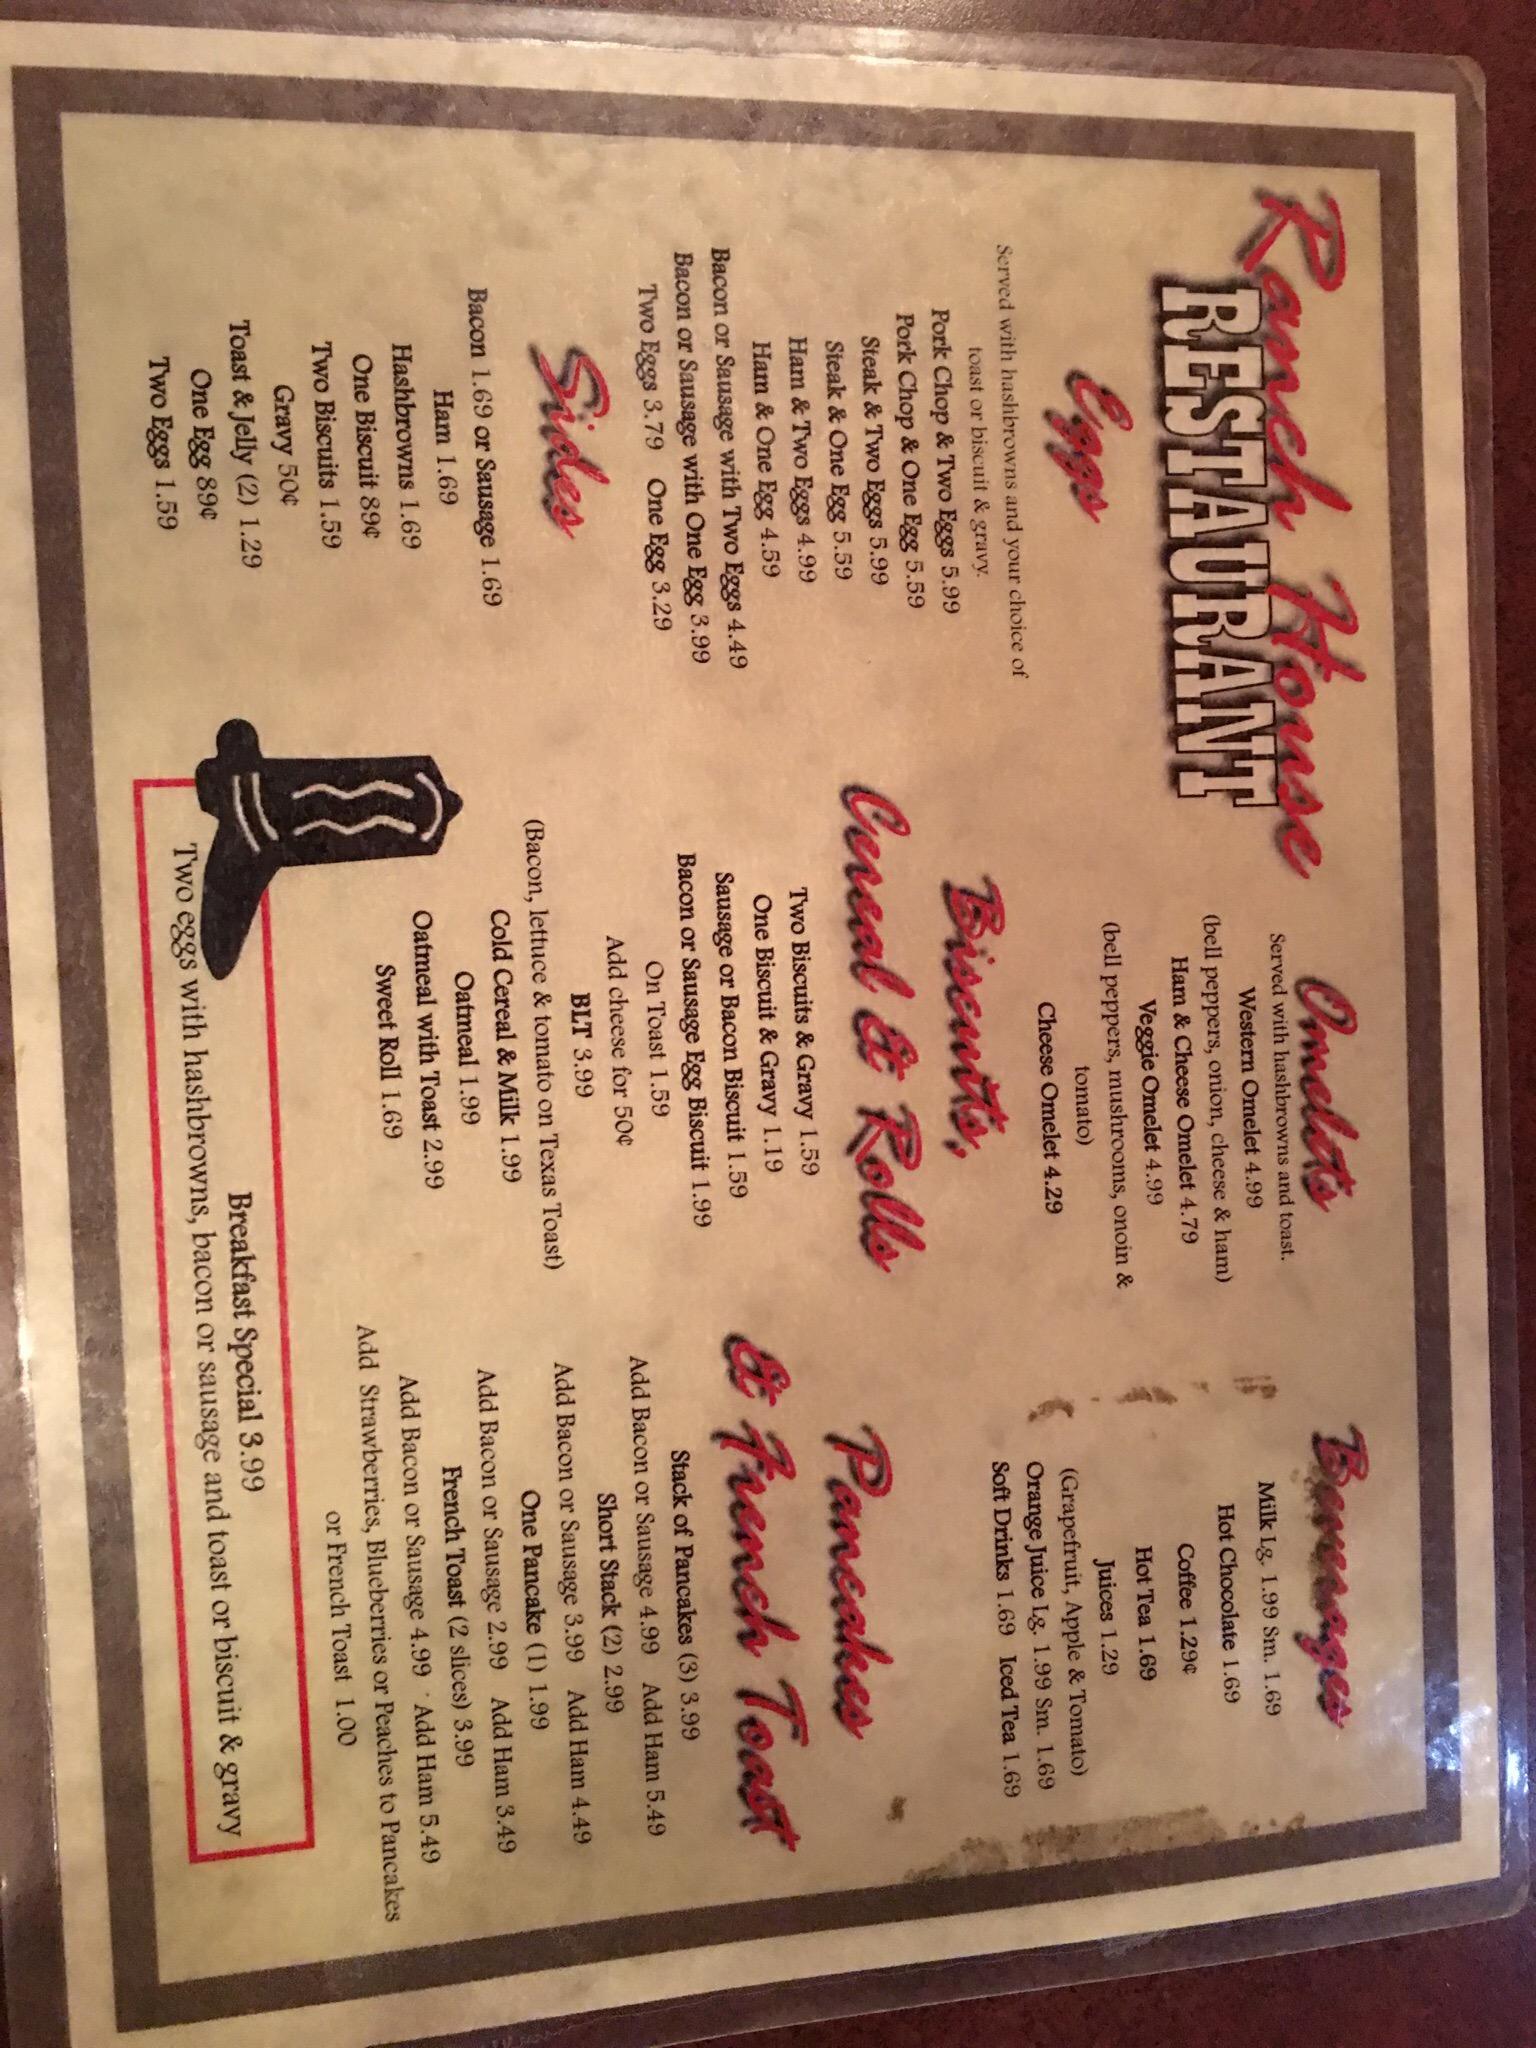 Ranch House
RESTAURANT
Eggs
Served with hashbrowns and your choice of
toast or biscuit & gravy.
Pork Chop & Two Eggs 5.99
Pork Chop & One Egg 5.59
Steak & Two Eggs 5.99
Steak & One Egg 5.59
Ham & Two Eggs 4.99
Ham & One Egg 4.59
Bacon or Sausage with Two Eggs 4.49
Bacon or Sausage with One Egg 3.99
Two Eggs 3.79 One Egg 3.29
Sides
Bacon 1.69 or Sausage 1.69
Ham 1.69
Hashbrowns 1.69
One Biscuit 89¢
Two Biscuits 1.59
Gravy 50¢
Toast & Jelly (2) 1.29
One Egg 89¢
Two Eggs 1.59
Omelets
Served with hashbrowns and toast.
Western Omelet 4.99
(bell peppers, onion, cheese & ham)
Ham & Cheese Omelet 4.79
Veggie Omelet 4.99
(bell peppers, mushrooms, onoin &
tomato)
Cheese Omelet 4.29
Biscuits,
Cereal & Rolls
Two Biscuits & Gravy 1.59
One Biscuit & Gravy 1.19
Sausage or Bacon Biscuit 1.59
Bacon or Sausage Egg Biscuit 1.99
On Toast 1.59
Add cheese for 50¢
BLT 3.99
(Bacon, lettuce & tomato on Texas Toast)
Cold Cereal & Milk 1.99
Oatmeal 1.99
Oatmeal with Toast 2.99
Sweet Roll 1.69
Beverages
Milk Lg. 1.99 Sm. 1.69
Hot Chocolate 1.69
Coffee 1.29¢
Hot Tea 1.69
Juices 1.29
(Grapefruit, Apple & Tomato)
Orange Juice Lg. 1.99 Sm. 1.69
Soft Drinks 1.69 Iced Tea 1.69
Pancakes
& French Toast
Stack of Pancakes (3) 3.99
Add Bacon or Sausage 4.99 Add Ham 5.49
Short Stack (2) 2.99
Add Bacon or Sausage 3.99 Add Ham 4.49
One Pancake (1) 1.99
Add Bacon or Sausage 2.99 Add Ham 3.49
French Toast (2 slices) 3.99
Add Bacon or Sausage 4.99 Add Ham 5.49
Add Strawberries, Blueberries or Peaches to Pancakes
or French Toast 1.00
Breakfast Special 3.99
Two eggs with hashbrowns, bacon or sausage and toast or biscuit & gravy